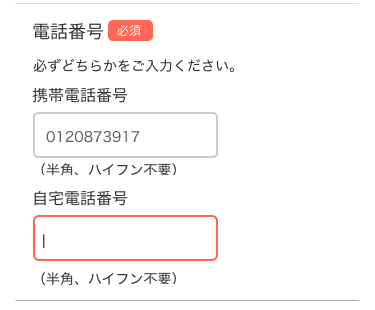 電話番号 必須
必ずどちらかをご入力ください。
携帯電話番号
0120873917
（半角、ハイフン不要）
自宅電話番号
（半角、ハイフン不要）